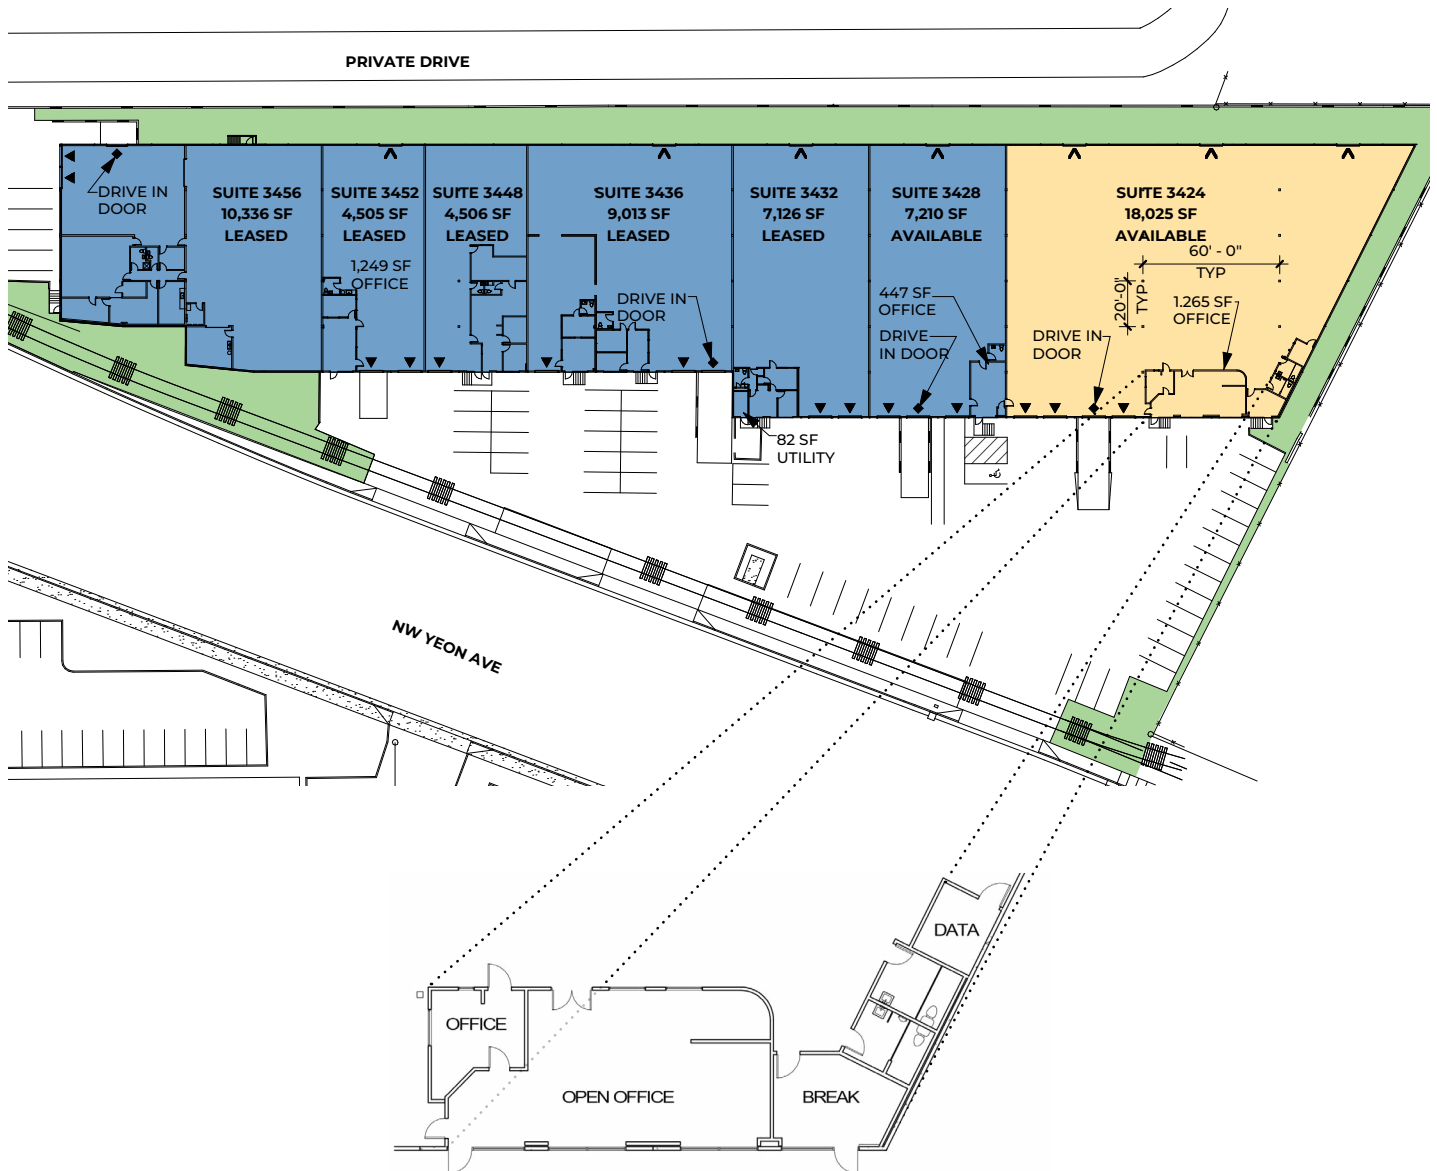 PRIVATE DRIVE
DRIVE IN
DOOR
SUITE 3456
10,336 SF
LEASED
SUITE 3452
4,505 SF
LEASED
1,249 SF
OFFICE
SUITE 3448
4,506 SF
LEASED
SUITE 3436
9,013 SF
LEASED
DRIVE IN
DOOR
SUITE 3432
7,126 SF
LEASED
82 SF
UTILITY
SUITE 3428
7,210 SF
AVAILABLE
447 SF
OFFICE
DRIVE
IN DOOR
SUITE 3424
18,025 SF
AVAILABLE
60' - 0"
TYP
20'-0"
TYP
1.265 SF
OFFICE
DRIVE IN
DOOR
NW YEON AVE
DATA
OFFICE
OPEN OFFICE
BREAK